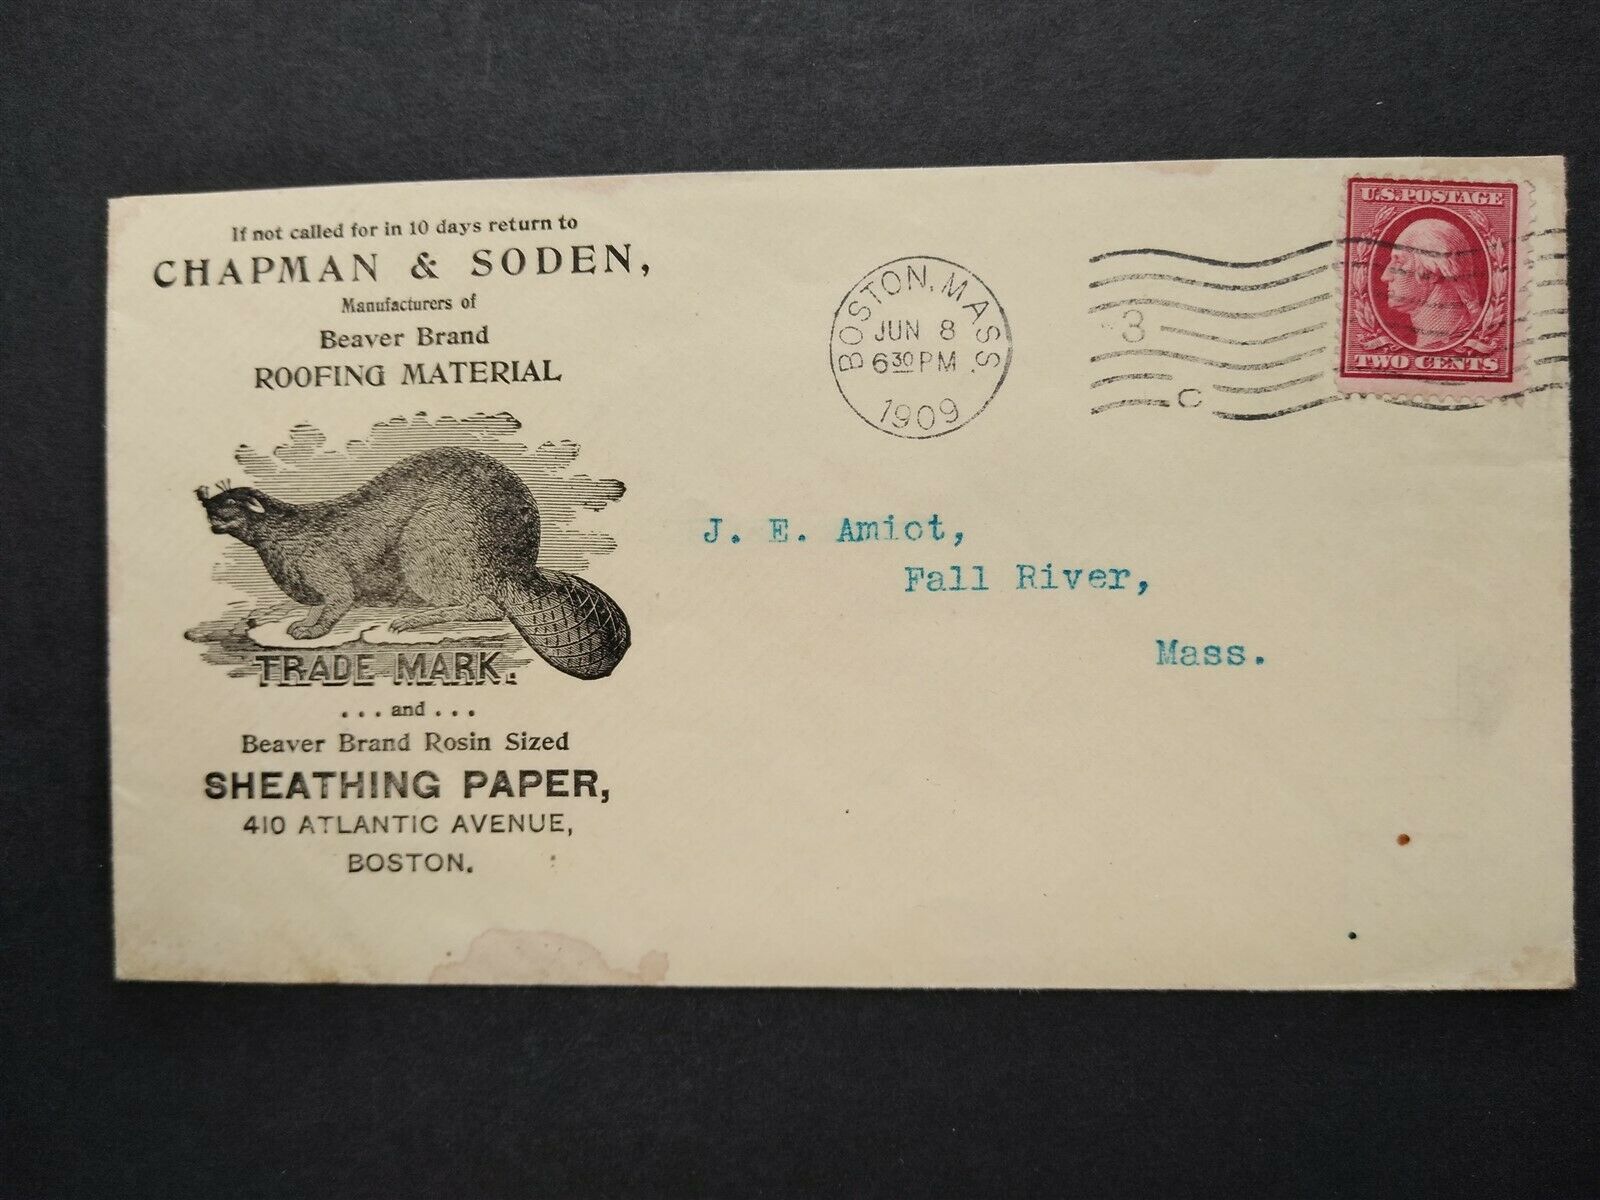 If not called for in 10 days return to
CHAPMAN & SODEN,
Manufacturers of
Beaver Brand
ROOFING MATERIAL
TRADE MARK.
... and ...
Beaver Brand Rosin Sized
SHEATHING PAPER,
410 ATLANTIC AVENUE,
BOSTON.
BOSTON, MASS.
JUN 8
6 30 PM
1909
3
C
U.S. POSTAGE
TWO CENTS
J. E. Amiot,
Fall River,
Mass.